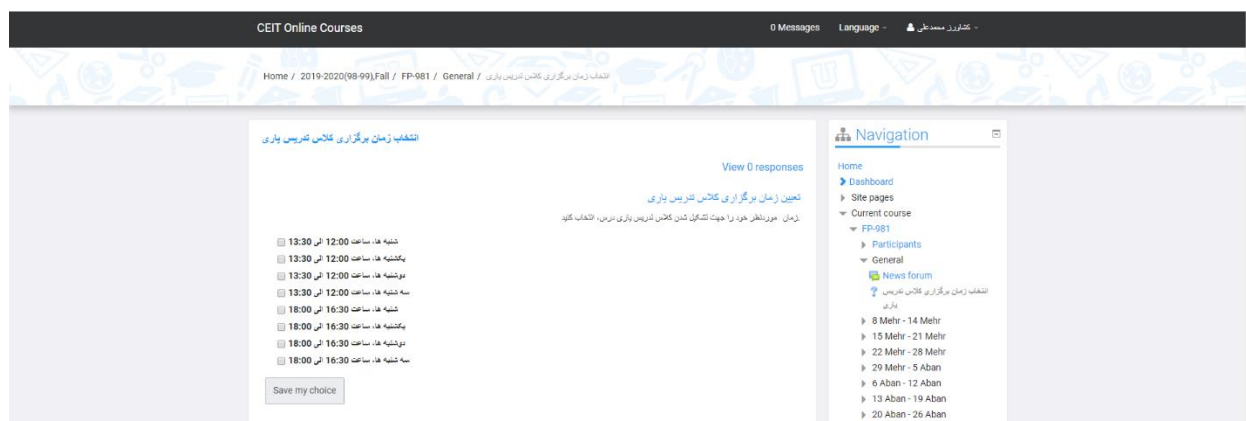 CEIT Online Courses
0 Messages
Language
کشاورز محمدعلی
Home / 2019-2020(98-99),Fall / FP-981 / General / انتخاب زمان برگزاری کلاس تدریس یاری
انتخاب زمان برگزاری کلاس تدریس یاری
View 0 responses
تعیین زمان برگزاری کلاس تدریس یاری
زمان موردنظر خود را جهت تشکیل شدن کلاس تدریس یاری درس، انتخاب کنید.
شنبه ها، ساعت 12:00 الی 13:30
یکشنبه ها، ساعت 12:00 الی 13:30
دوشنبه ها، ساعت 12:00 الی 13:30
سه شنبه ها، ساعت 12:00 الی 13:30
شنبه ها، ساعت 16:30 الی 18:00
یکشنبه ها، ساعت 16:30 الی 18:00
دوشنبه ها، ساعت 16:30 الی 18:00
سه شنبه ها، ساعت 16:30 الی 18:00
Save my choice
Navigation
Home
Dashboard
Site pages
Current course
FP-981
Participants
General
News forum
انتخاب زمان برگزاری کلاس تدریس
یاری
8 Mehr - 14 Mehr
15 Mehr - 21 Mehr
22 Mehr - 28 Mehr
29 Mehr - 5 Aban
6 Aban - 12 Aban
13 Aban - 19 Aban
20 Aban - 26 Aban